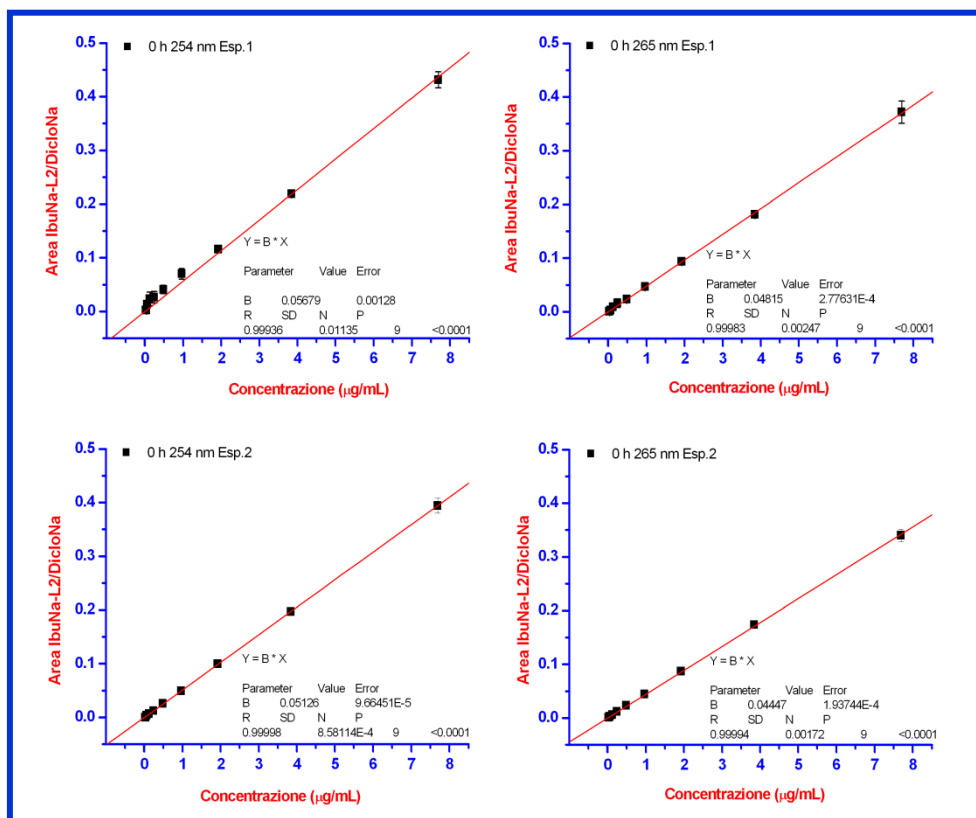 0 h 254 nm Esp.1
Area IbuNa-L2/DicloNa
0.5
0.4
0.3
0.2
0.1
0.0
Y = B * X
Parameter Value Error
B 0.05679 0.00128
R SD N P
0.99936 0.01135 9 <0.0001
0 1 2 3 4 5 6 7 8
Concentrazione (μg/mL)
0 h 265 nm Esp.1
Area IbuNa-L2/DicloNa
0.5
0.4
0.3
0.2
0.1
0.0
Y = B * X
Parameter Value Error
B 0.04815 2.77631E-4
R SD N P
0.99983 0.00247 9 <0.0001
0 1 2 3 4 5 6 7 8
Concentrazione (μg/mL)
0 h 254 nm Esp.2
Area IbuNa-L2/DicloNa
0.5
0.4
0.3
0.2
0.1
0.0
Y = B * X
Parameter Value Error
B 0.05126 9.66451E-5
R SD N P
0.99998 8.58114E-4 9 <0.0001
0 1 2 3 4 5 6 7 8
Concentrazione (μg/mL)
0 h 265 nm Esp.2
Area IbuNa-L2/DicloNa
0.5
0.4
0.3
0.2
0.1
0.0
Y = B * X
Parameter Value Error
B 0.04447 1.93744E-4
R SD N P
0.99994 0.00172 9 <0.0001
0 1 2 3 4 5 6 7 8
Concentrazione (μg/mL)